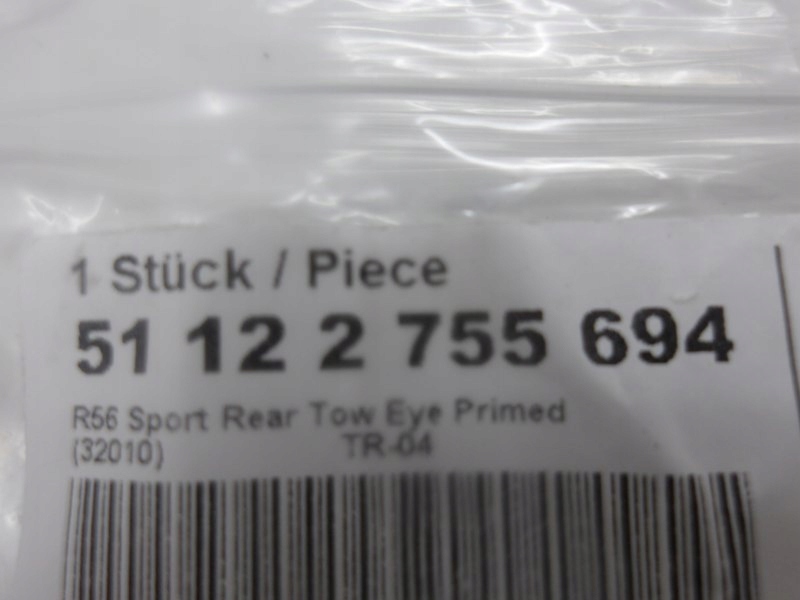 1 Stück / Piece
51 12 2 755 694
R56 Sport Rear Tow Eye Primed
(32010) TR-04